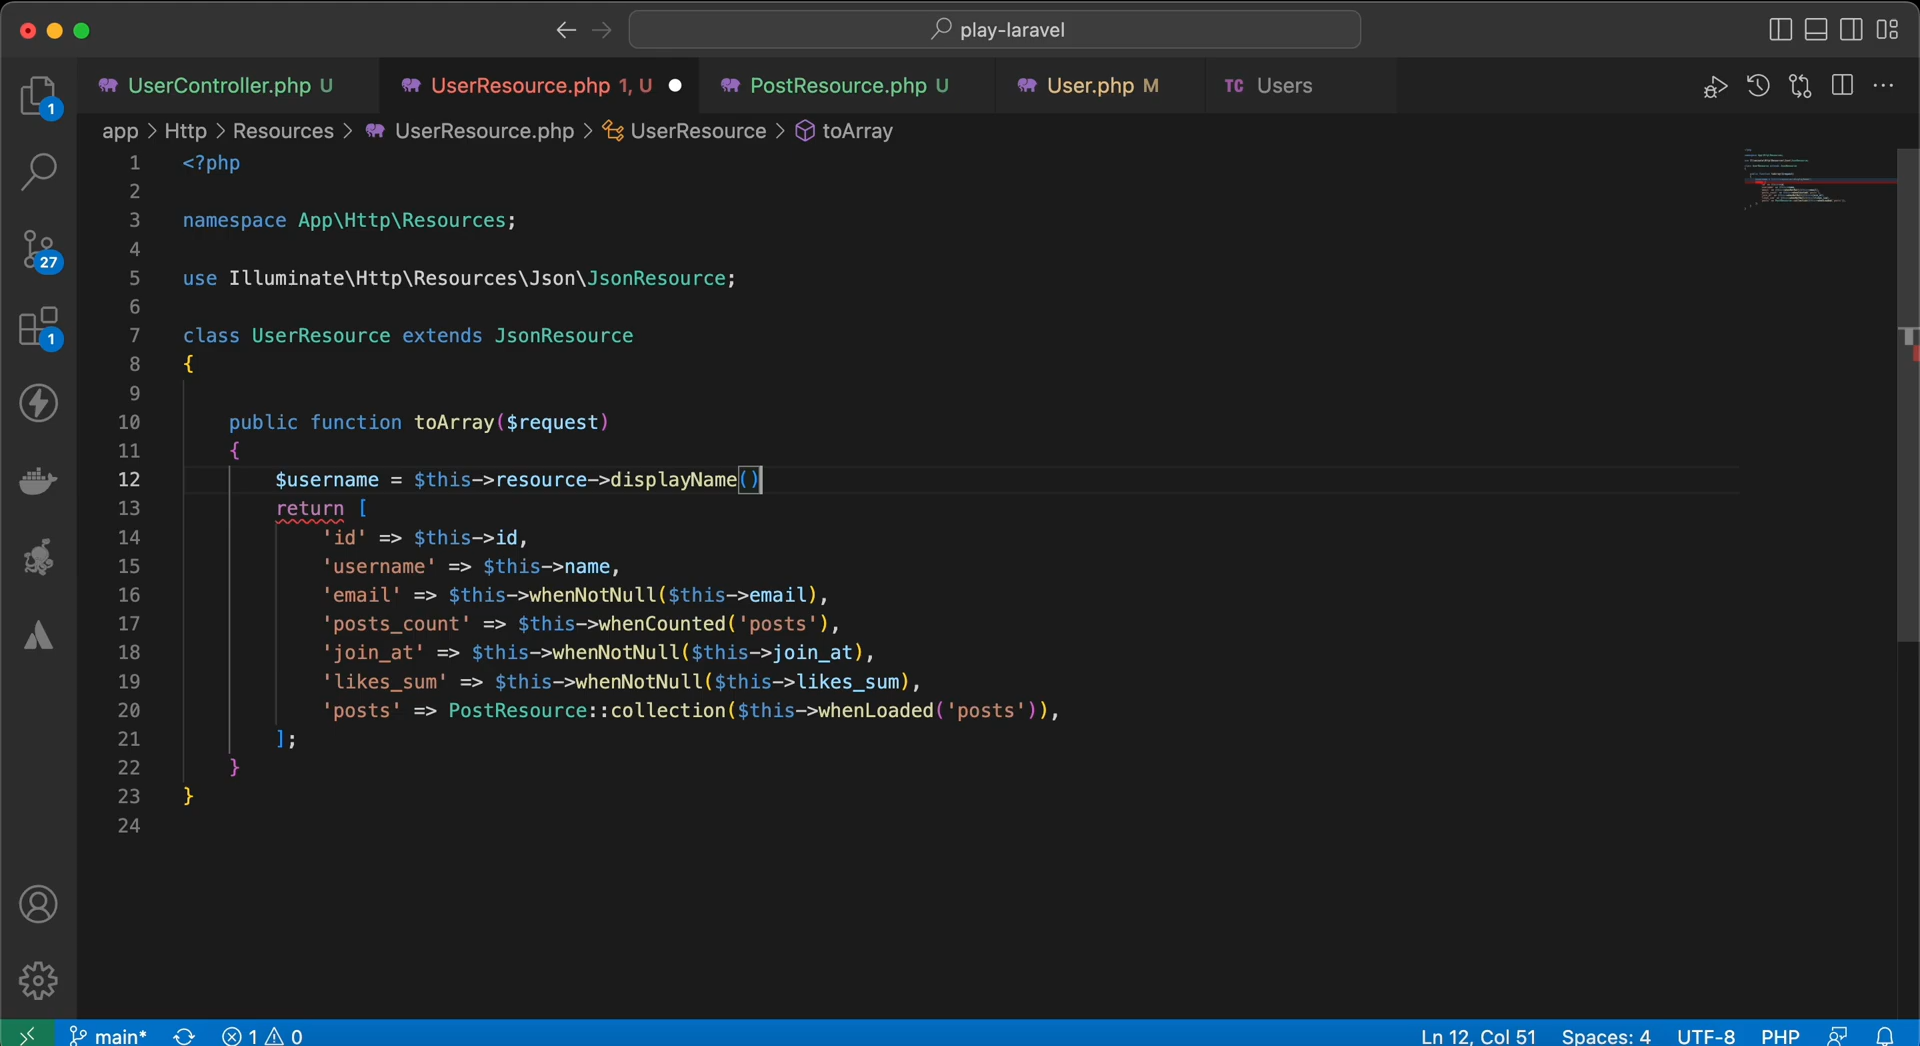 play-laravel
UserController.php U
UserResource.php 1, U
PostResource.php U
User.php M
TC Users
app > Http > Resources > UserResource.php > UserResource > toArray
1 <?php
2
3 namespace App\Http\Resources;
4
5 use Illuminate\Http\Resources\Json\JsonResource;
6
7 class UserResource extends JsonResource
8 {
9
10 public function toArray($request)
11 {
12 $username = $this->resource->displayName()
13 return [
14 'id' => $this->id,
15 'username' => $this->name,
16 'email' => $this->whenNotNull($this->email),
17 'posts_count' => $this->whenCounted('posts'),
18 'join_at' => $this->whenNotNull($this->join_at),
19 'likes_sum' => $this->whenNotNull($this->likes_sum),
20 'posts' => PostResource::collection($this->whenLoaded('posts')),
21 ];
22 }
23 }
24
1
27
1
main* 1 0 Ln 12, Col 51 Spaces: 4 UTF-8 PHP